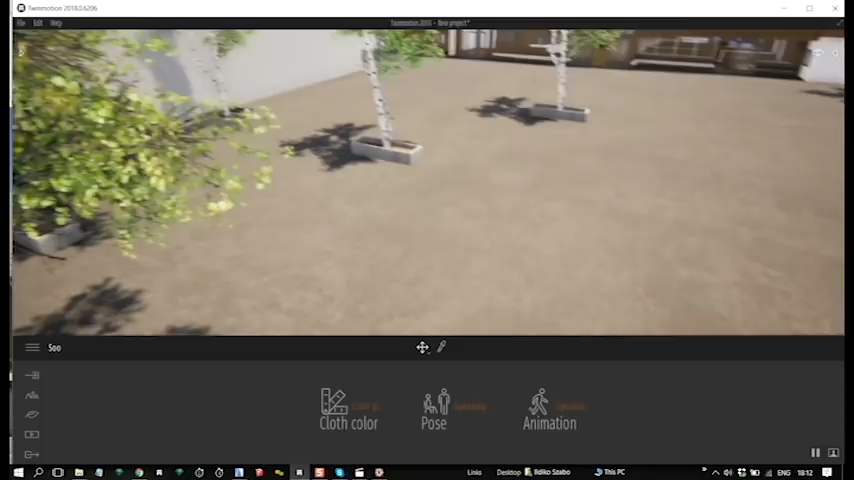 Twinmotion 2018.0.6206
File Edit Help
Twinmotion 2018 - New project*
Soo
Cloth color
Pose
Animation
Links Desktop Ildiko Szabo This PC
ENG 18:12